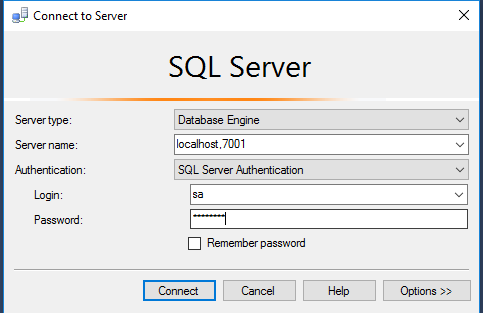 Connect to Server
SQL Server
Server type: Database Engine
Server name: localhost,7001
Authentication: SQL Server Authentication
Login: sa
Password: ********
Remember password
Connect Cancel Help Options >>